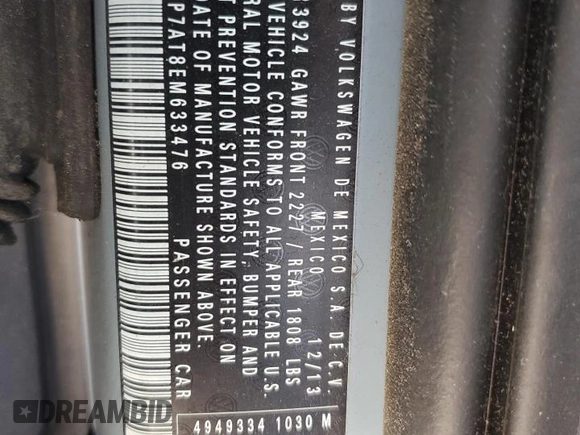 BY VOLKSWAGEN DE MEXICO S.A. DE C.V.
MEXICO 12/13
3924 GAWR FRONT 2227 / REAR 1808 LBS
VEHICLE CONFORMS TO ALL APPLICABLE U.S.
RAL MOTOR VEHICLE SAFETY, BUMPER AND
T PREVENTION STANDARDS IN EFFECT ON
DATE OF MANUFACTURE SHOWN ABOVE.
P7AT8EM633476 PASSENGER CAR
4949334 1030 M
DREAMBID